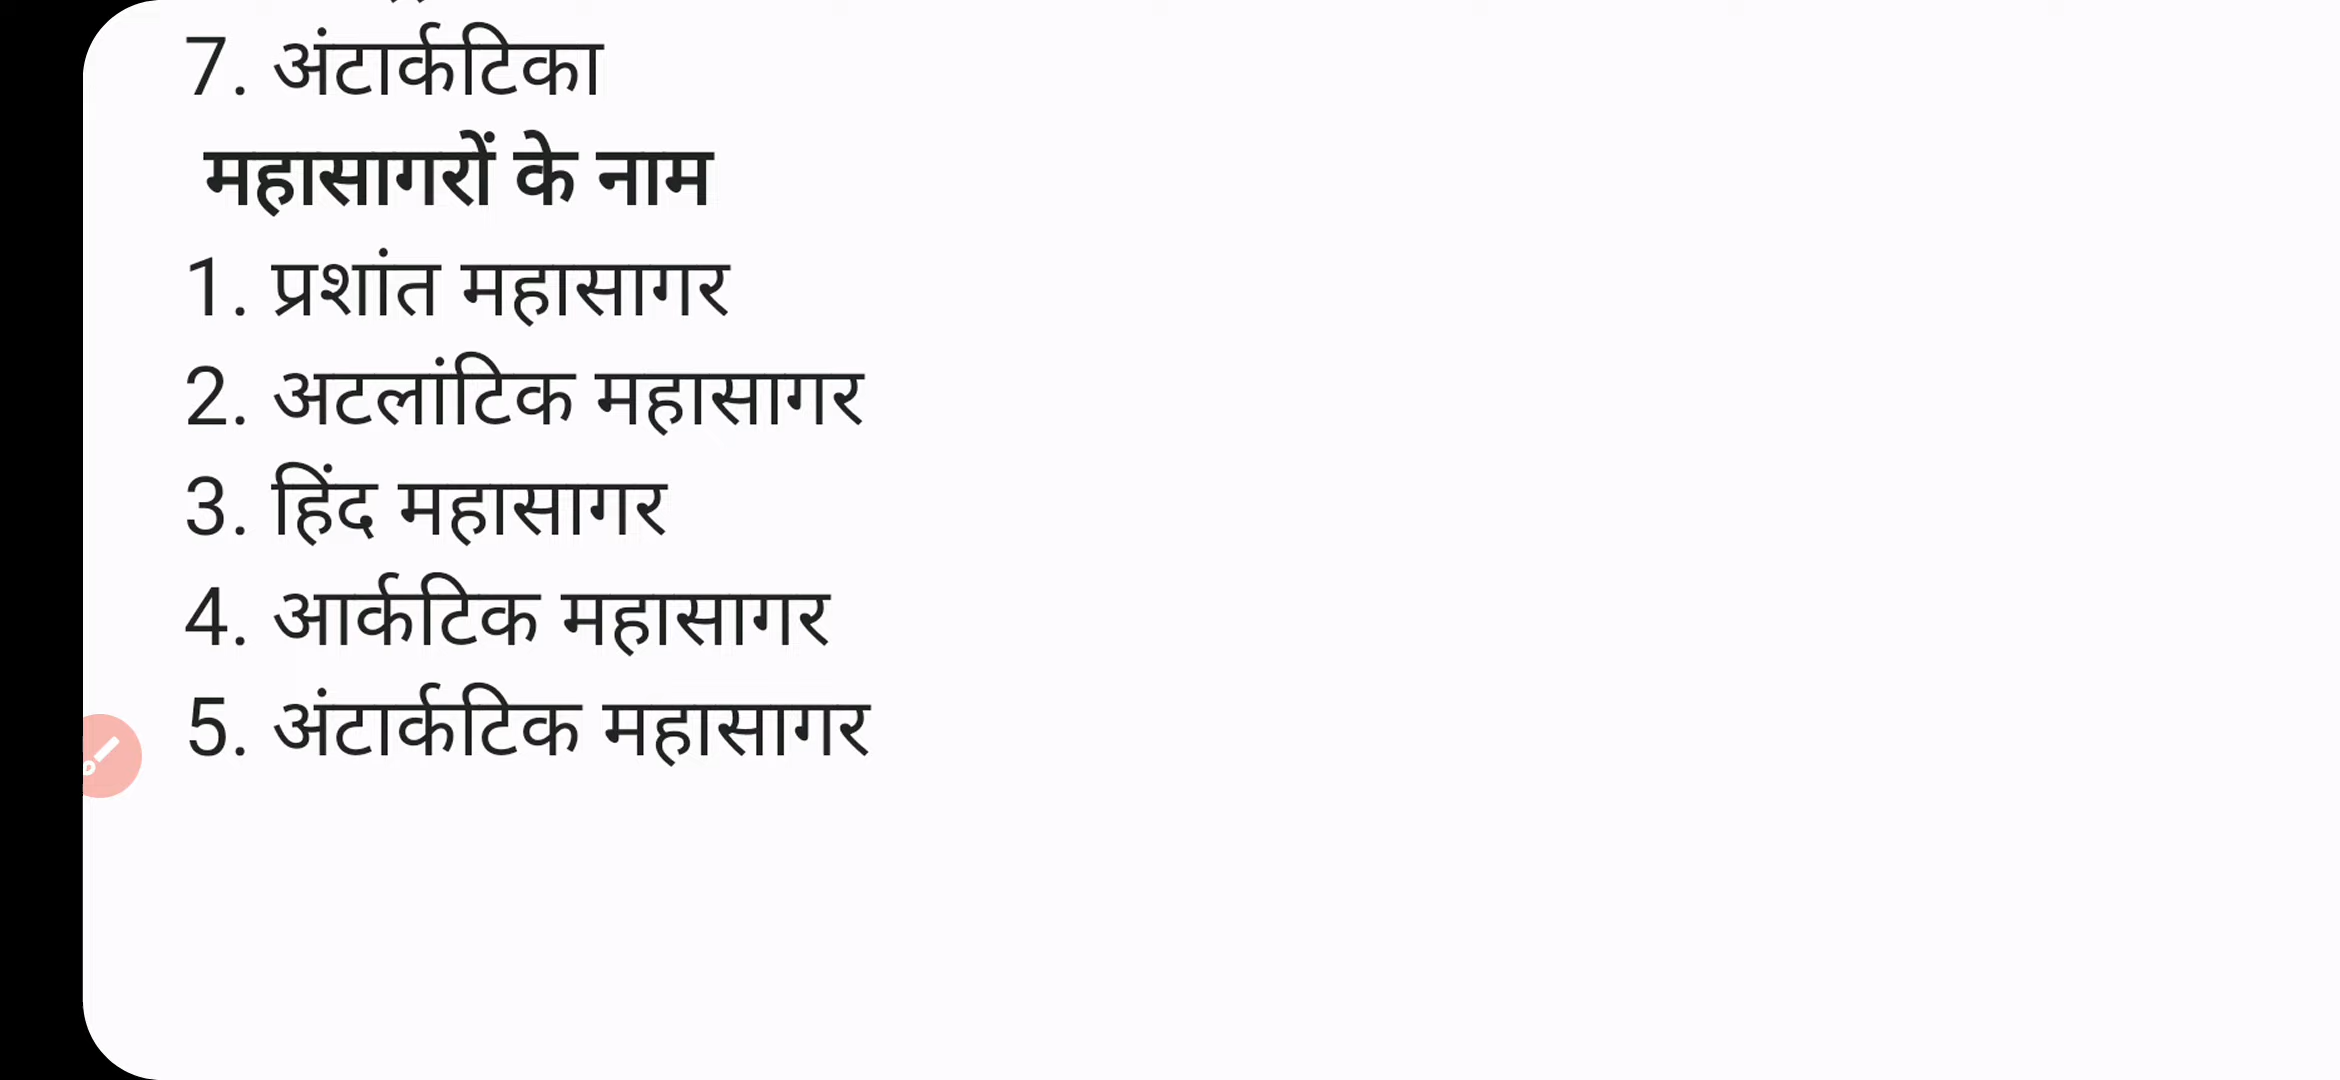 7. अंटार्कटिका
महासागरों के नाम
1. प्रशांत महासागर
2. अटलांटिक महासागर
3. हिंद महासागर
4. आर्कटिक महासागर
5. अंटार्कटिक महासागर